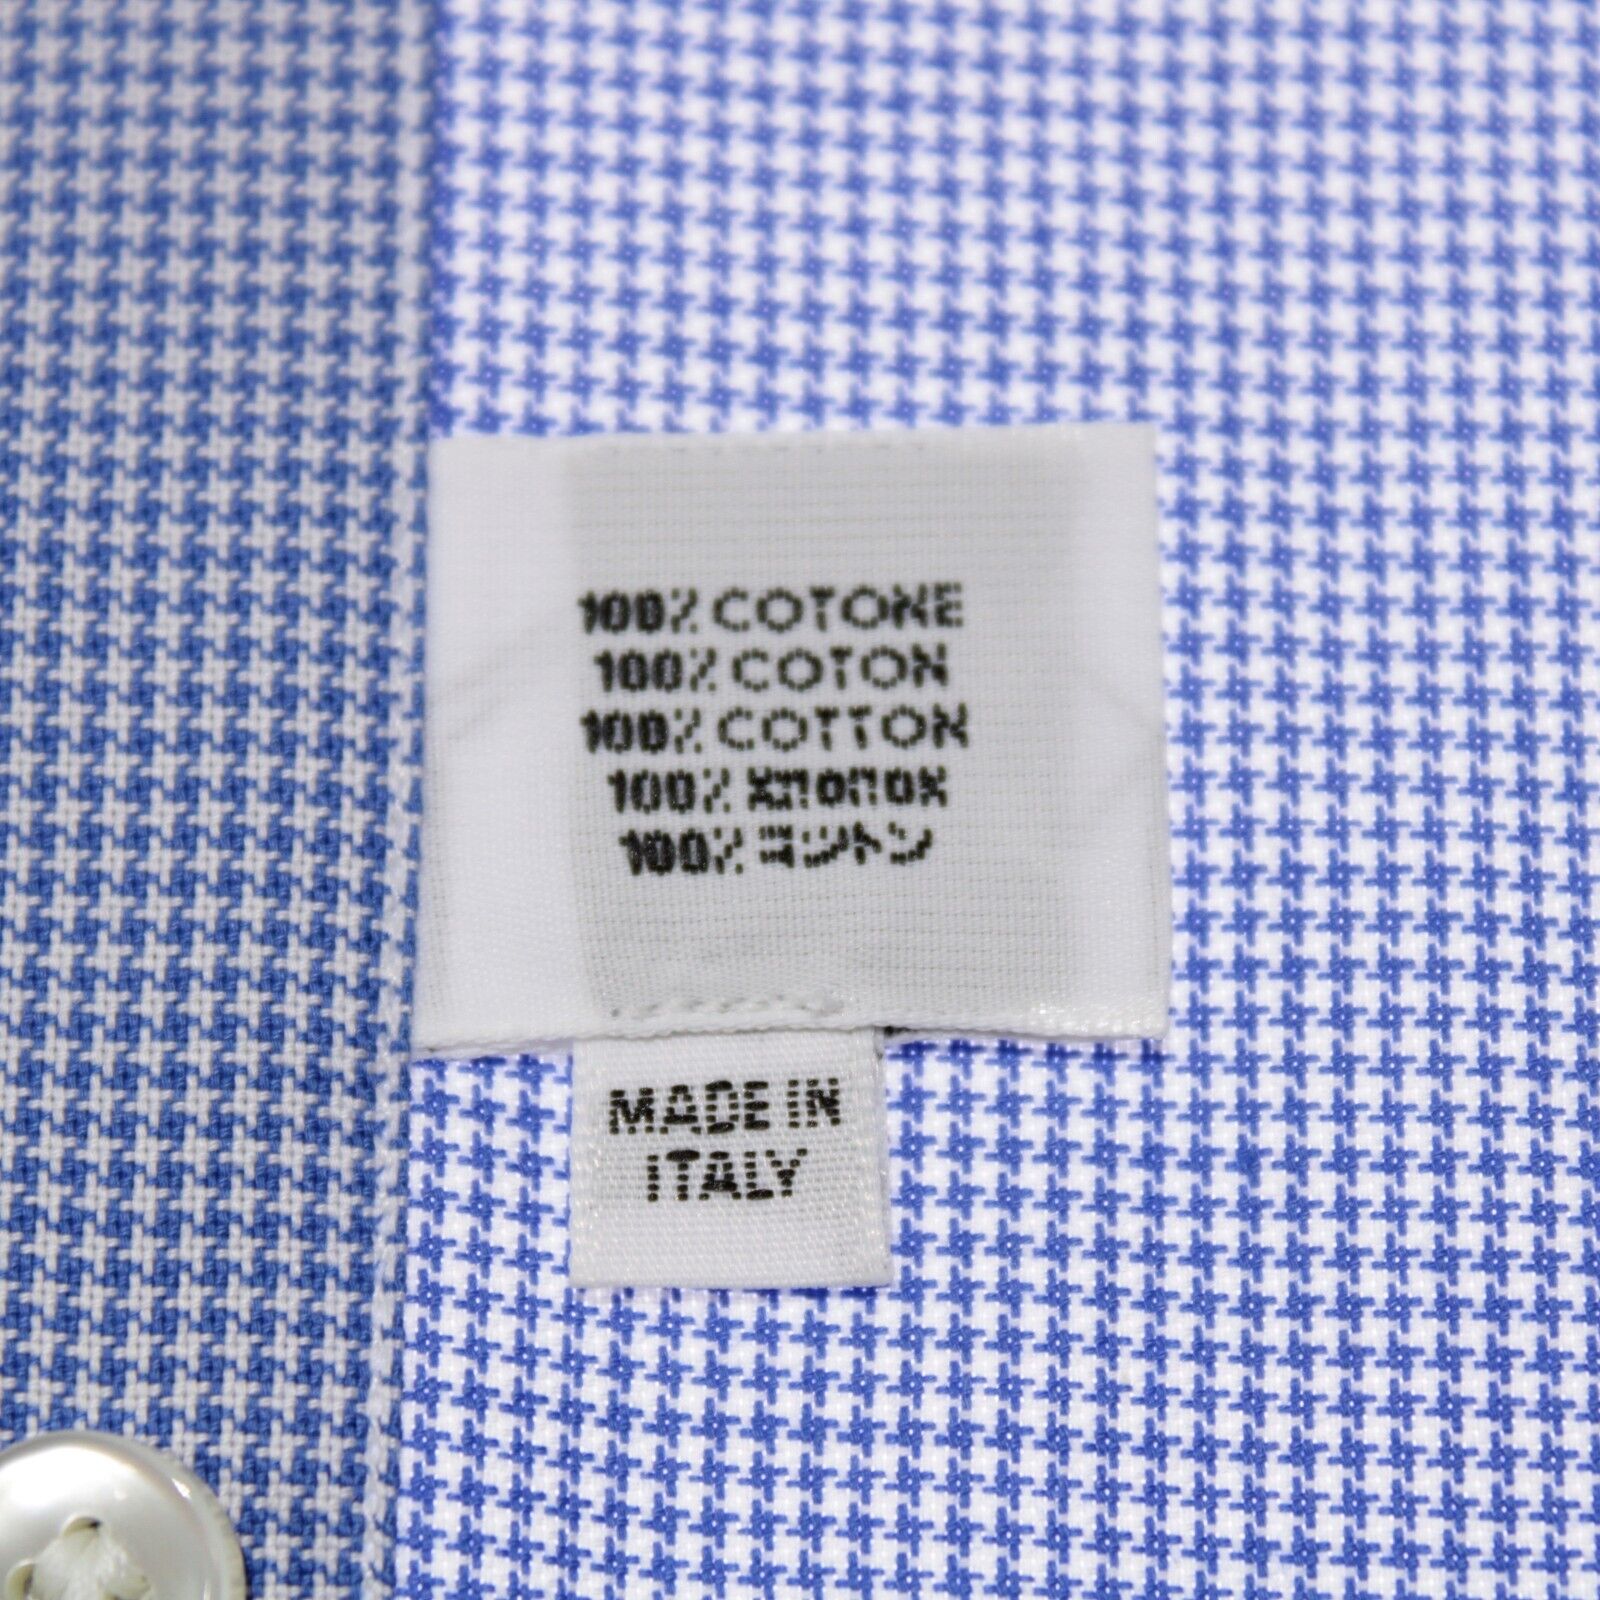 100% COTONE
100% COTON
100% COTTON
100% ХЛОПОК
100% コットン
MADE IN
ITALY